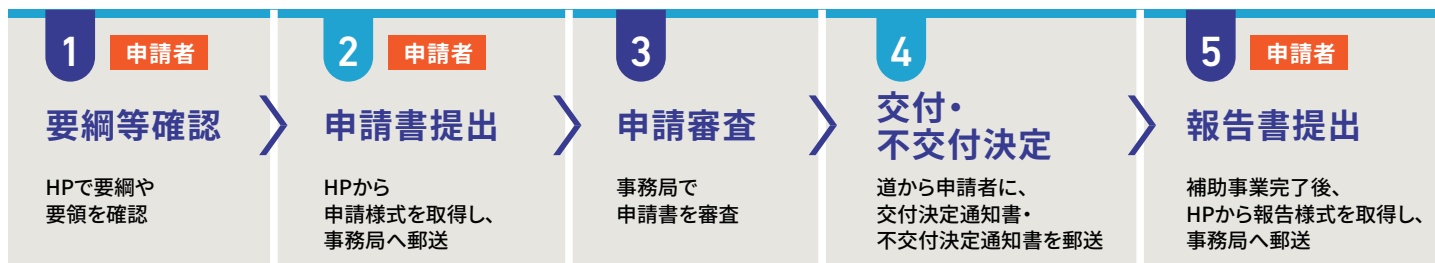 1 申請者
要綱等確認
HPで要綱や
要領を確認
2 申請者
申請書提出
HPから
申請様式を取得し、
事務局へ郵送
3
申請審査
事務局で
申請書を審査
4
交付・
不交付決定
道から申請者に、
交付決定通知書・
不交付決定通知書を郵送
5 申請者
報告書提出
補助事業完了後、
HPから報告様式を取得し、
事務局へ郵送